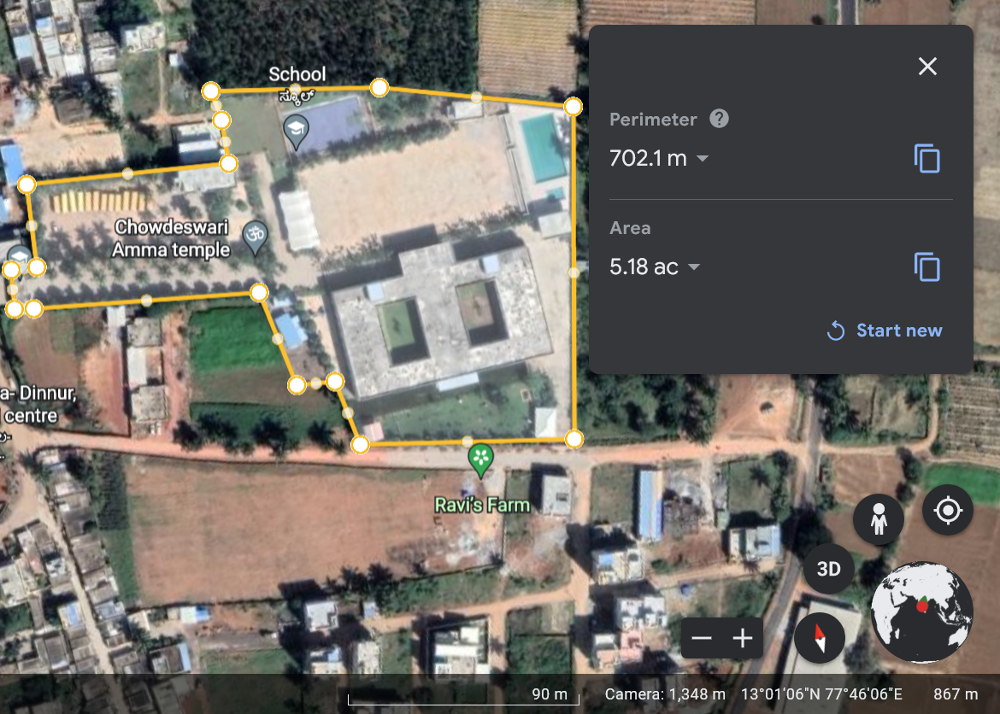 School
ಸ್ಕೂಲ್
Perimeter ?
702.1 m
Area
5.18 ac
Start new
Chowdeswari
Amma temple
a- Dinnur,
centre
Ravi's Farm
3D
90 m
Camera: 1,348 m 13°01'06"N 77°46'06"E 867 m